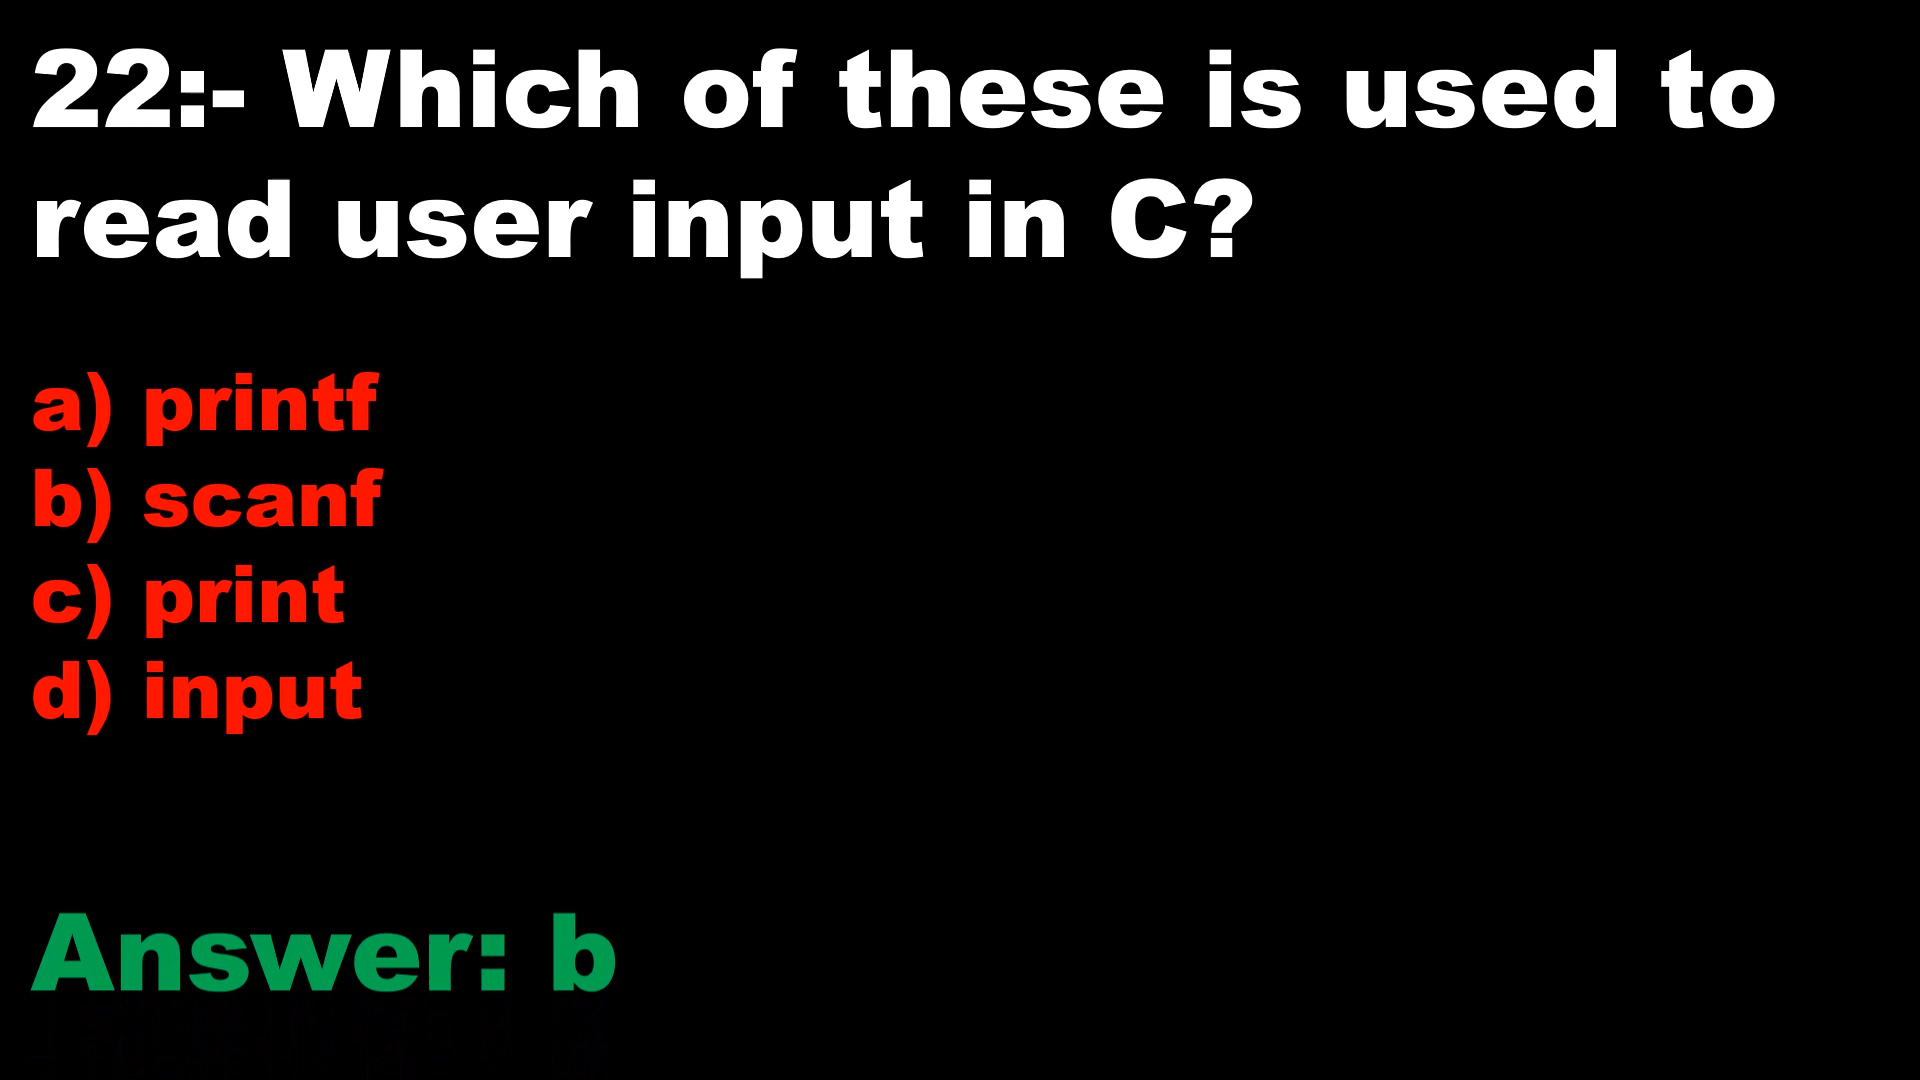 22:- Which of these is used to
read user input in C?
a) printf
b) scanf
c) print
d) input
Answer: b